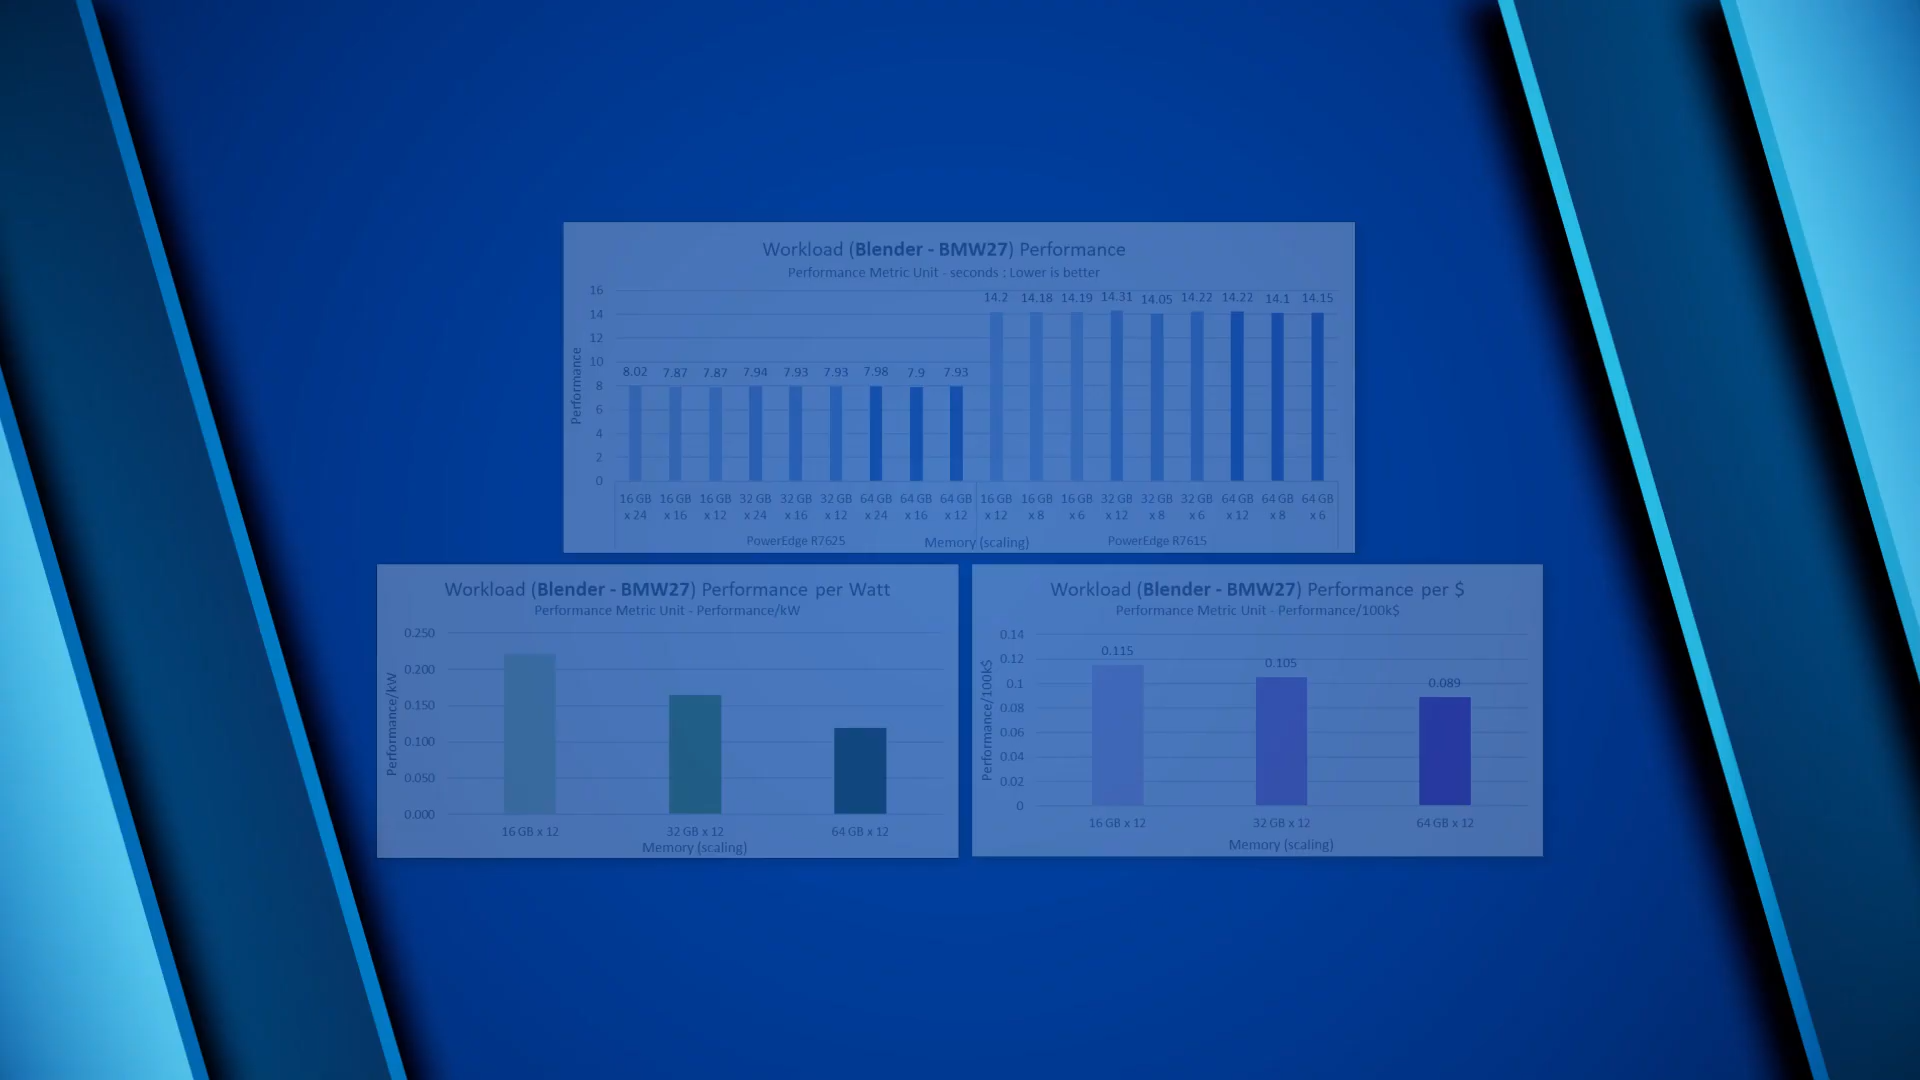 Workload (Blender - BMW27) Performance
Performance Metric Unit - seconds ; Lower is better
16
14
12
10
8
6
4
2
0
Performance
8.02 7.87 7.87 7.94 7.93 7.93 7.98 7.9 7.93 14.2 14.18 14.19 14.31 14.05 14.22 14.22 14.1 14.15
16 GB 16 GB 16 GB 32 GB 32 GB 32 GB 64 GB 64 GB 64 GB 16 GB 16 GB 16 GB 32 GB 32 GB 32 GB 64 GB 64 GB 64 GB
x 24 x 16 x 12 x 24 x 16 x 12 x 24 x 16 x 12 x 12 x 8 x 6 x 12 x 8 x 6 x 12 x 8 x 6
PowerEdge R7625 Memory (scaling) PowerEdge R7615
Workload (Blender - BMW27) Performance per Watt
Performance Metric Unit - Performance/kW
0.250
0.200
0.150
0.100
0.050
0.000
Performance/kW
16 GB x 12 32 GB x 12 64 GB x 12
Memory (scaling)
Workload (Blender - BMW27) Performance per $
Performance Metric Unit - Performance/100k$
0.14
0.12
0.1
0.08
0.06
0.04
0.02
0
Performance/100k$
0.115 0.105 0.089
16 GB x 12 32 GB x 12 64 GB x 12
Memory (scaling)